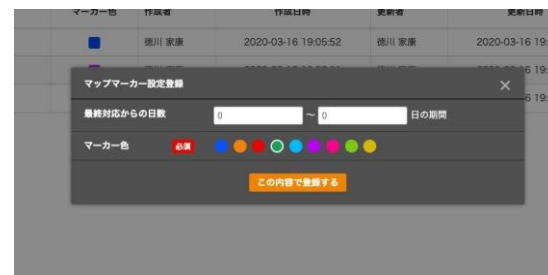 マーカー色 作成者 作成日時 更新者 更新日時
徳川 家康 2020-03-16 19:05:52 徳川 家康 2020-03-16 19:
マップマーカー設定登録 ×
6 19:
最終対応からの日数 0 ～ 0 日の期間
マーカー色 必須
この内容で登録する